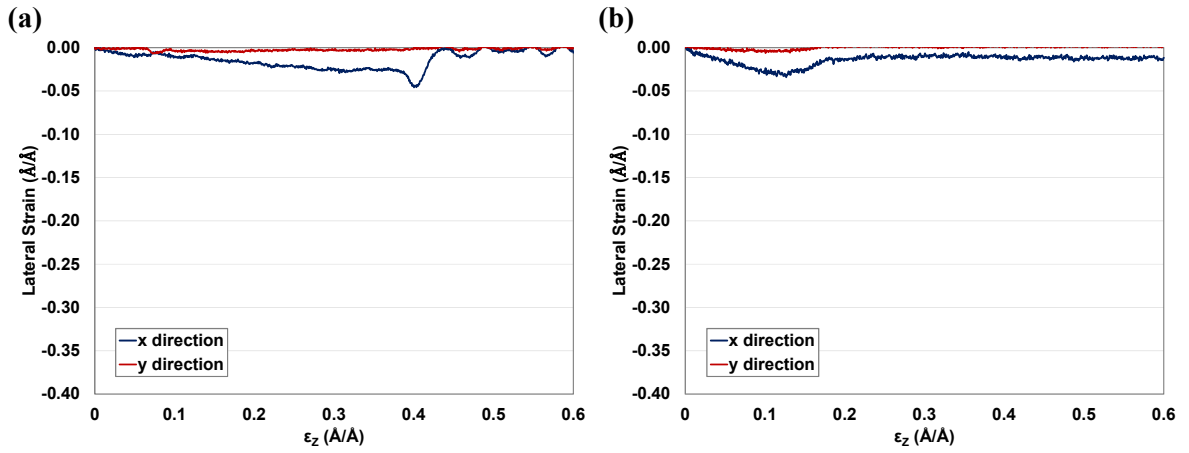 (a)
Lateral Strain (Å/Å)
0.00
-0.05
-0.10
-0.15
-0.20
-0.25
-0.30
-0.35
-0.40
x direction
y direction
0 0.1 0.2 0.3 0.4 0.5 0.6
εZ (Å/Å)
(b)
Lateral Strain (Å/Å)
0.00
-0.05
-0.10
-0.15
-0.20
-0.25
-0.30
-0.35
-0.40
x direction
y direction
0 0.1 0.2 0.3 0.4 0.5 0.6
εZ (Å/Å)